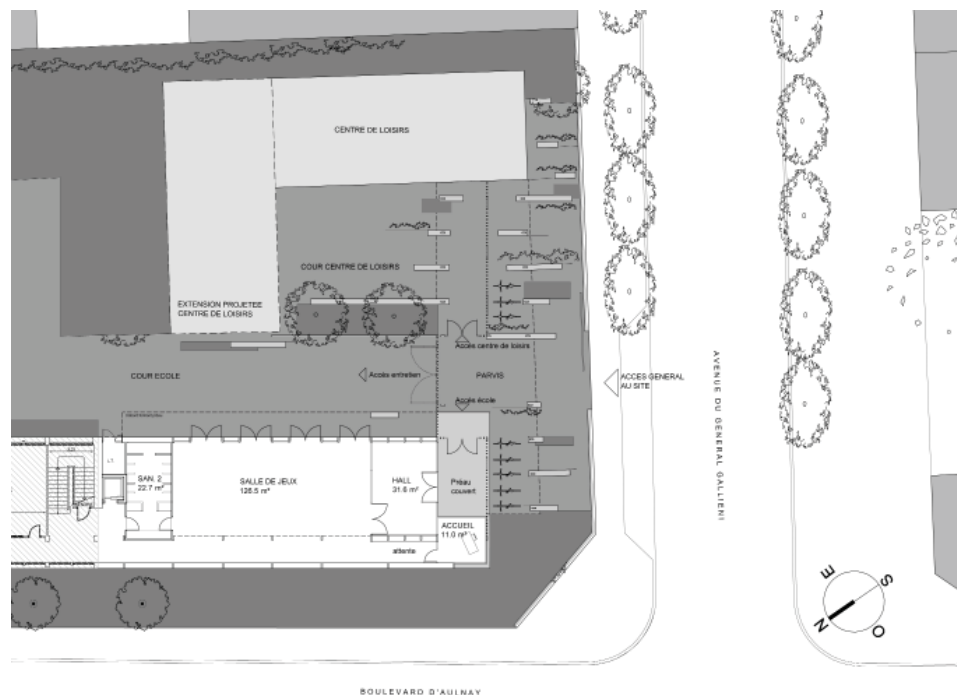 CENTRE DE LOISIRS
COUR CENTRE DE LOISIRS
EXTENSION PROJETEE
CENTRE DE LOISIRS
Accès centre de loisirs
COUR ECOLE
Accès entretien
PARVIS
ACCES GENERAL
AU SITE
Accès école
SAN. 2
22.7 m²
SALLE DE JEUX
126.5 m²
HALL
31.6 m²
Préau
couvert
ACCUEIL
11.0 m²
attente
AVENUE DU GENERAL GALLIENI
E
S
N
O
BOULEVARD D'AULNAY